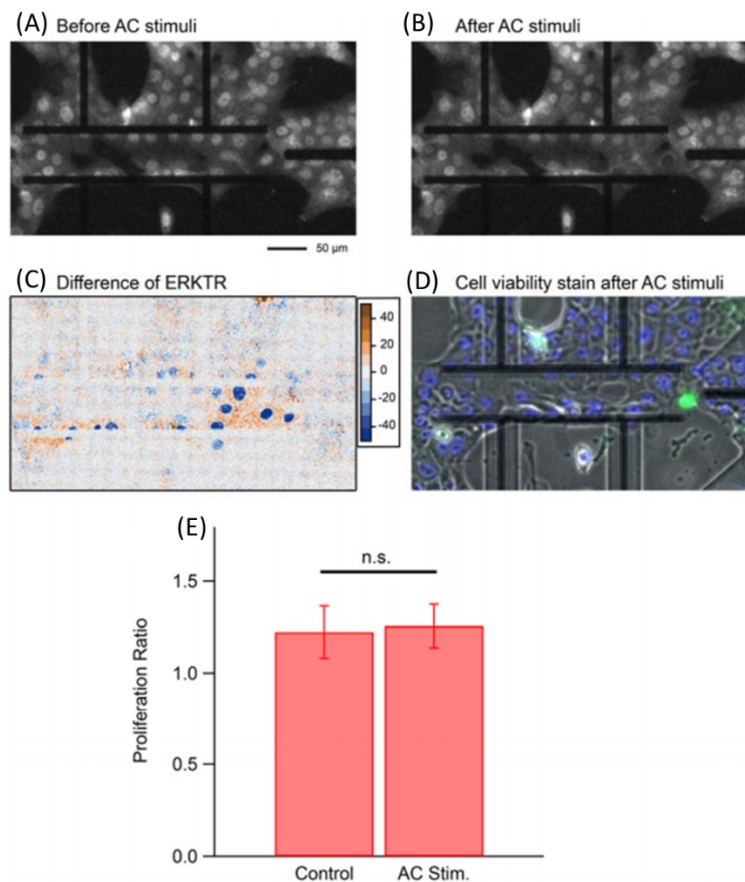 (A) Before AC stimuli
(B) After AC stimuli
50 µm
(C) Difference of ERKTR
40
20
0
-20
-40
(D) Cell viability stain after AC stimuli
(E)
n.s.
1.5
1.0
0.5
0.0
Proliferation Ratio
Control
AC Stim.